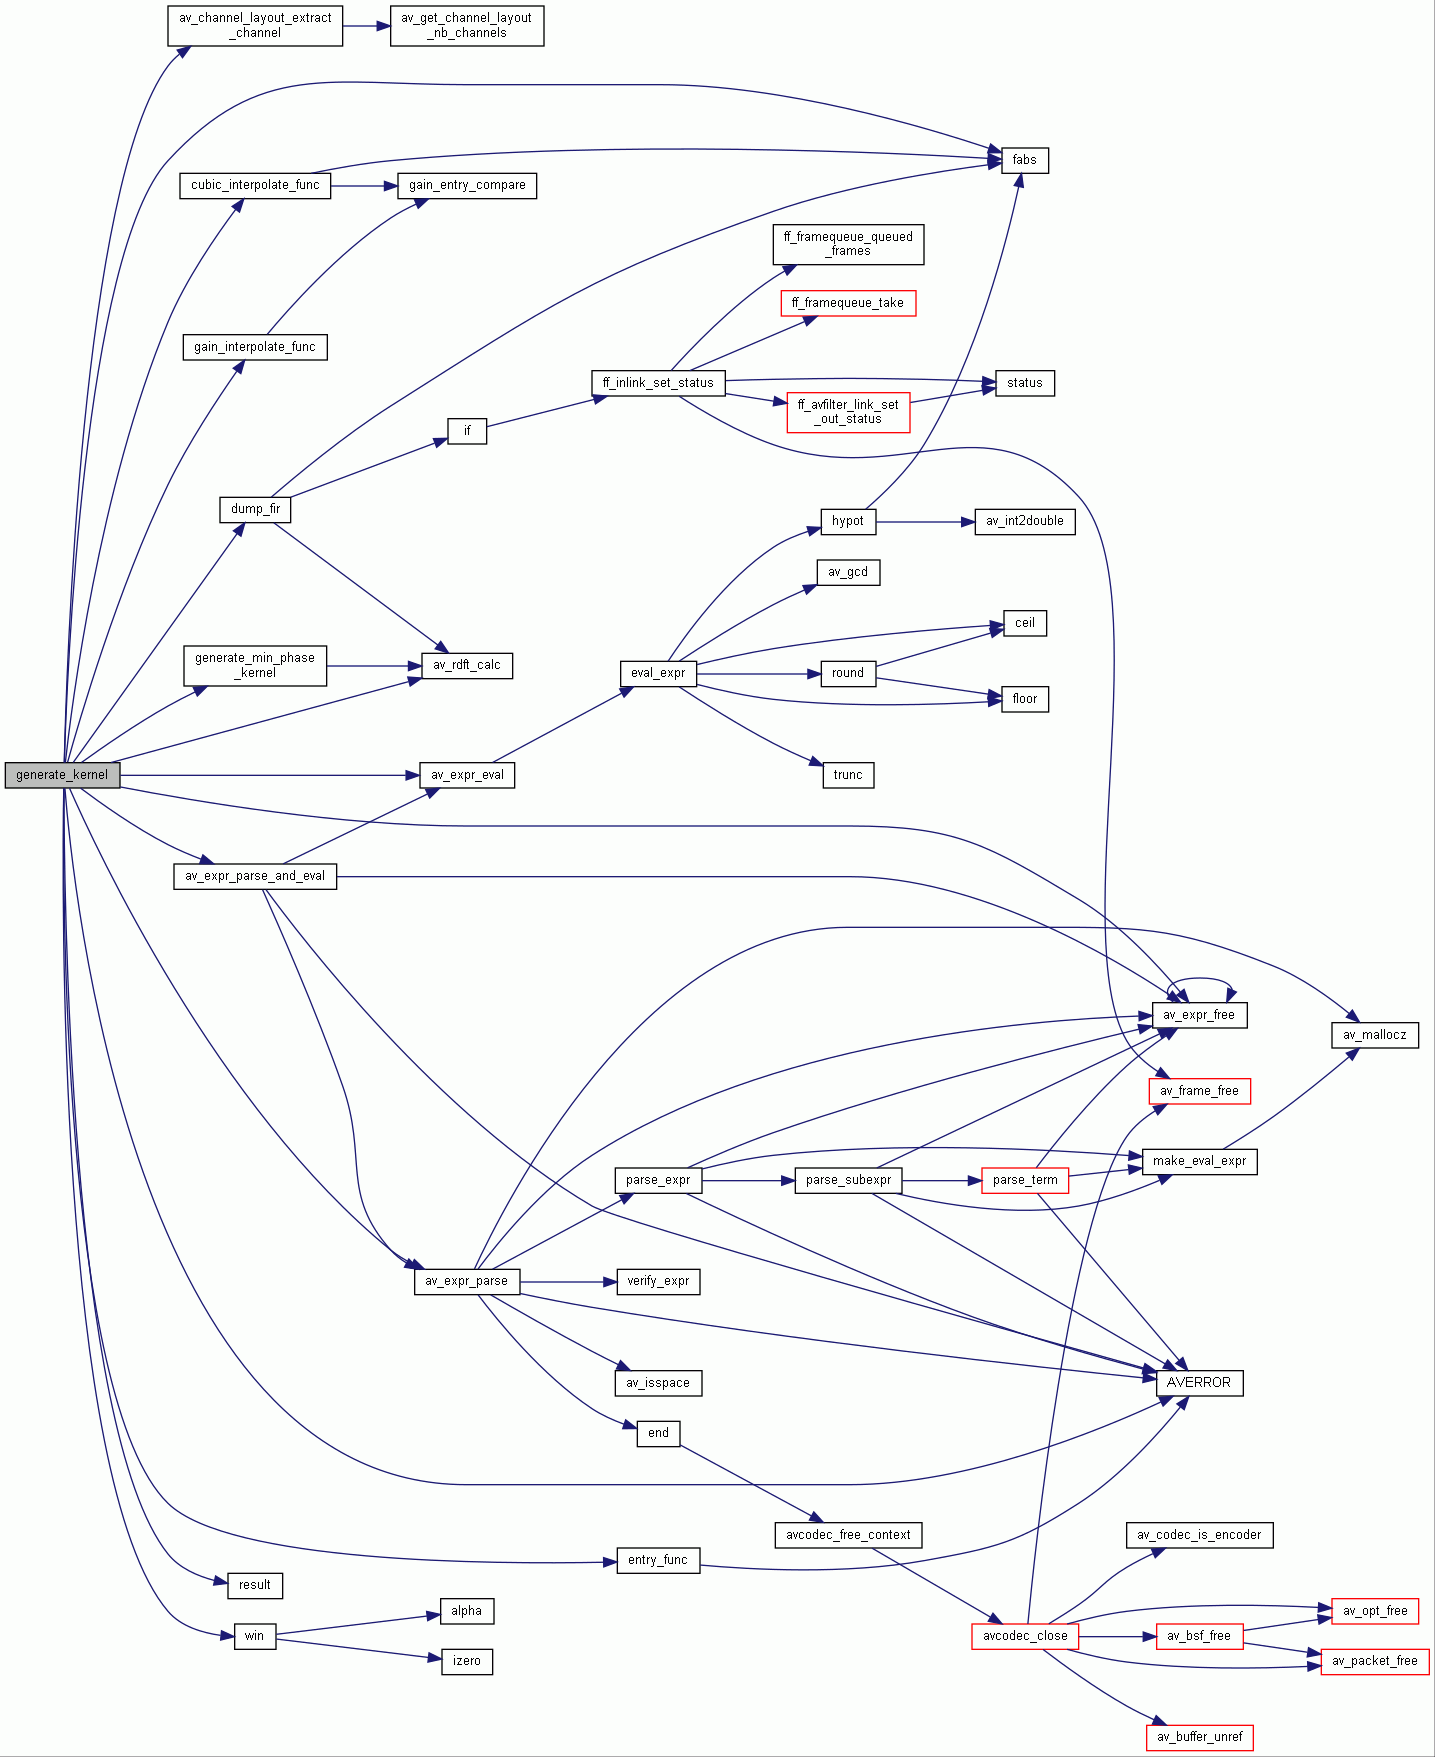 av_channel_layout_extract
_channel
av_get_channel_layout
_nb_channels
fabs
cubic_interpolate_func
gain_entry_compare
ff_framequeue_queued
_frames
ff_framequeue_take
gain_interpolate_func
ff_inlink_set_status
status
ff_avfilter_link_set
_out_status
if
dump_fir
hypot
av_int2double
av_gcd
ceil
generate_min_phase
_kernel
av_rdft_calc
eval_expr
round
floor
generate_kernel
av_expr_eval
trunc
av_expr_parse_and_eval
av_expr_free
av_mallocz
av_frame_free
make_eval_expr
parse_expr
parse_subexpr
parse_term
av_expr_parse
verify_expr
av_isspace
AVERROR
end
avcodec_free_context
av_codec_is_encoder
entry_func
result
alpha
win
izero
avcodec_close
av_bsf_free
av_opt_free
av_packet_free
av_buffer_unref